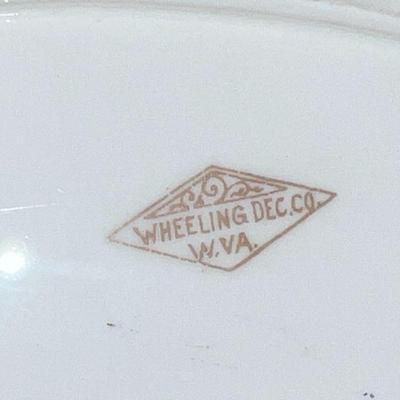 WHEELING DEC. CO.
W. VA.